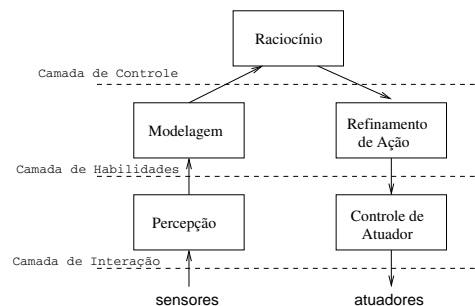 Raciocínio
Camada de Controle
Modelagem
Refinamento
de Ação
Camada de Habilidades
Percepção
Controle de
Atuador
Camada de Interação
sensores
atuadores